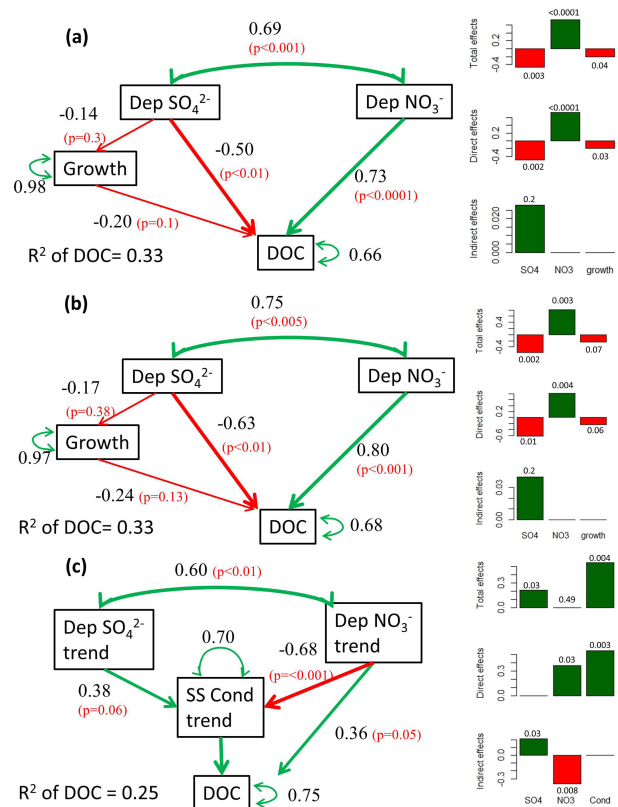 (a)
0.69
(p<0.001)
Dep SO₄²⁻
Dep NO₃⁻
-0.14
(p=0.3)
Growth
0.98
-0.50
(p<0.01)
0.73
(p<0.0001)
-0.20 (p=0.1)
R² of DOC= 0.33
DOC
0.66
Total effects
-0.4 0.2
0.003
<0.0001
0.04
Direct effects
-0.4 0.2
0.002
<0.0001
0.03
Indirect effects
0.000 0.020
0.2
SO4 NO3 growth
(b)
0.75
(p<0.005)
Dep SO₄²⁻
Dep NO₃⁻
-0.17
(p=0.38)
Growth
0.97
-0.63
(p<0.01)
0.80
(p<0.001)
-0.24 (p=0.13)
R² of DOC= 0.33
DOC
0.68
Total effects
-0.4 0.4
0.002
0.003
0.07
Direct effects
-0.6 0.4
0.01
0.004
0.06
Indirect effects
0.00 0.03
0.2
SO4 NO3 growth
(c)
0.60 (p<0.01)
Dep SO₄²⁻
trend
Dep NO₃⁻
trend
0.70
-0.68
(p=<0.001)
0.38
(p=0.06)
SS Cond
trend
0.36 (p=0.05)
R² of DOC = 0.25
DOC
0.75
Total effects
0.0 0.3
0.03
0.49
0.004
Direct effects
0.0 0.3
0.03
0.003
Indirect effects
-0.3 0.0
0.03
0.008
SO4 NO3 Cond